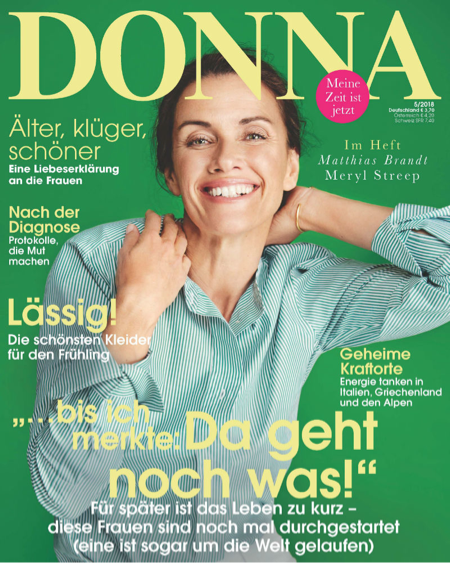 DONNA
Meine
Zeit ist
jetzt
5/2018
Deutschland € 3,70
Österreich € 4,20
Schweiz SFR 7,40
Älter, klüger,
schöner
Eine Liebeserklärung
an die Frauen
Im Heft
Matthias Brandt
Meryl Streep
Nach der
Diagnose
Protokolle,
die Mut
machen
Lässig!
Die schönsten Kleider
für den Frühling
Geheime
Kraftorte
Energie tanken in
Italien, Griechenland
und den Alpen
„...bis ich
merkte: Da geht
noch was!“
Für später ist das Leben zu kurz –
diese Frauen sind noch mal durchgestartet
(eine ist sogar um die Welt gelaufen)